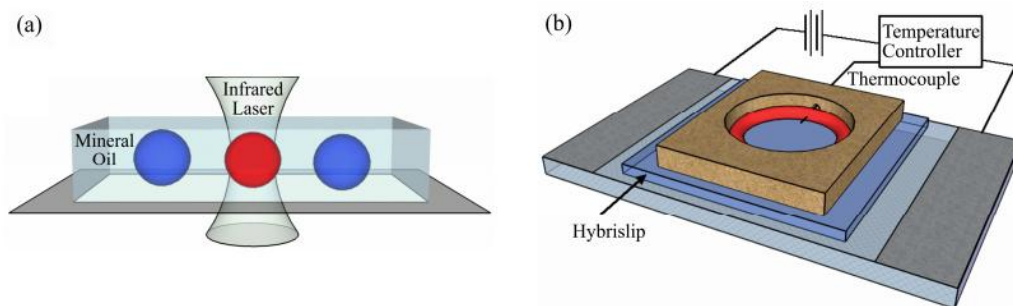 (a)
Infrared
Laser
Mineral
Oil
(b)
Temperature
Controller
Thermocouple
Hybrislip